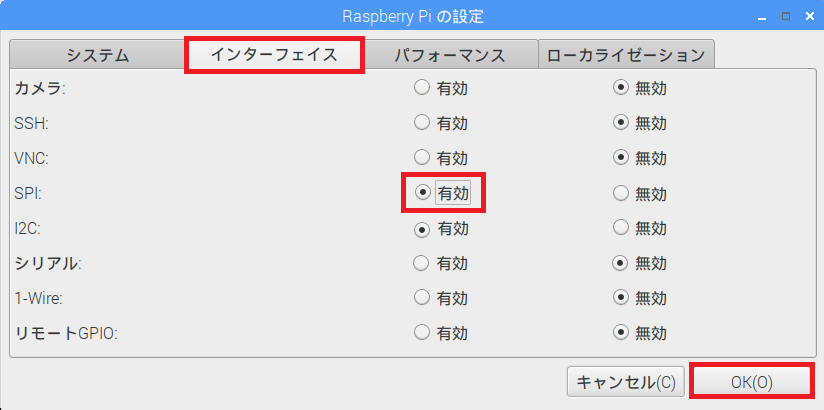 Raspberry Pi の設定
システム インターフェイス パフォーマンス ローカライゼーション
カメラ: 有効 無効
SSH: 有効 無効
VNC: 有効 無効
SPI: 有効 無効
I2C: 有効 無効
シリアル: 有効 無効
1-Wire: 有効 無効
リモートGPIO: 有効 無効
キャンセル(C) OK(O)